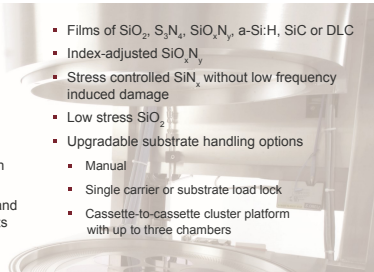 ▪ Films of SiO₂, S₃N₄, SiOₓNᵧ, a-Si:H, SiC or DLC
▪ Index-adjusted SiOₓNᵧ
▪ Stress controlled SiNₓ without low frequency
induced damage
▪ Low stress SiO₂
▪ Upgradable substrate handling options
▪ Manual
▪ Single carrier or substrate load lock
▪ Cassette-to-cassette cluster platform
with up to three chambers